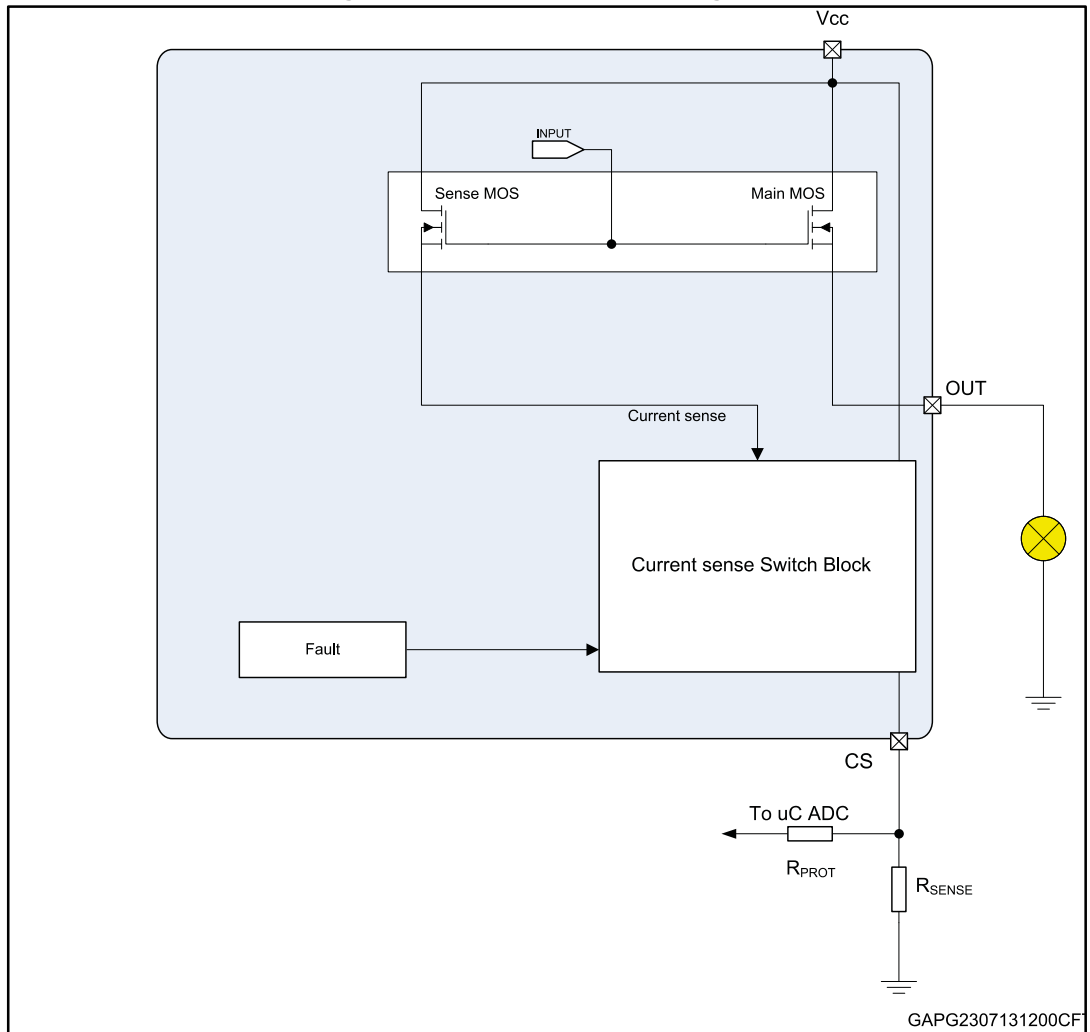 Vcc
INPUT
Sense MOS
Main MOS
OUT
Current sense
Current sense Switch Block
Fault
CS
To uC ADC
RPROT
RSENSE